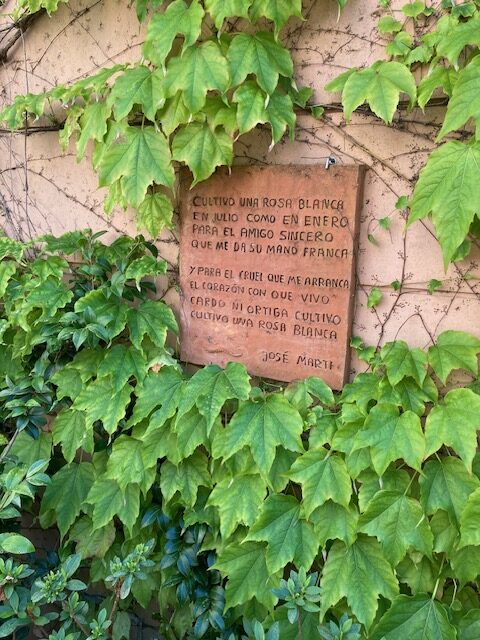 CULTIVO UNA ROSA BLANCA
EN JULIO COMO EN ENERO
PARA EL AMIGO SINCERO
QUE ME DA SU MANO FRANCA
Y PARA EL CRUEL QUE ME ARRANCA
EL CORAZÓN CON QUE VIVO
CARDO NI ORTIGA CULTIVO
CULTIVO UNA ROSA BLANCA
JOSÉ MARTÍ